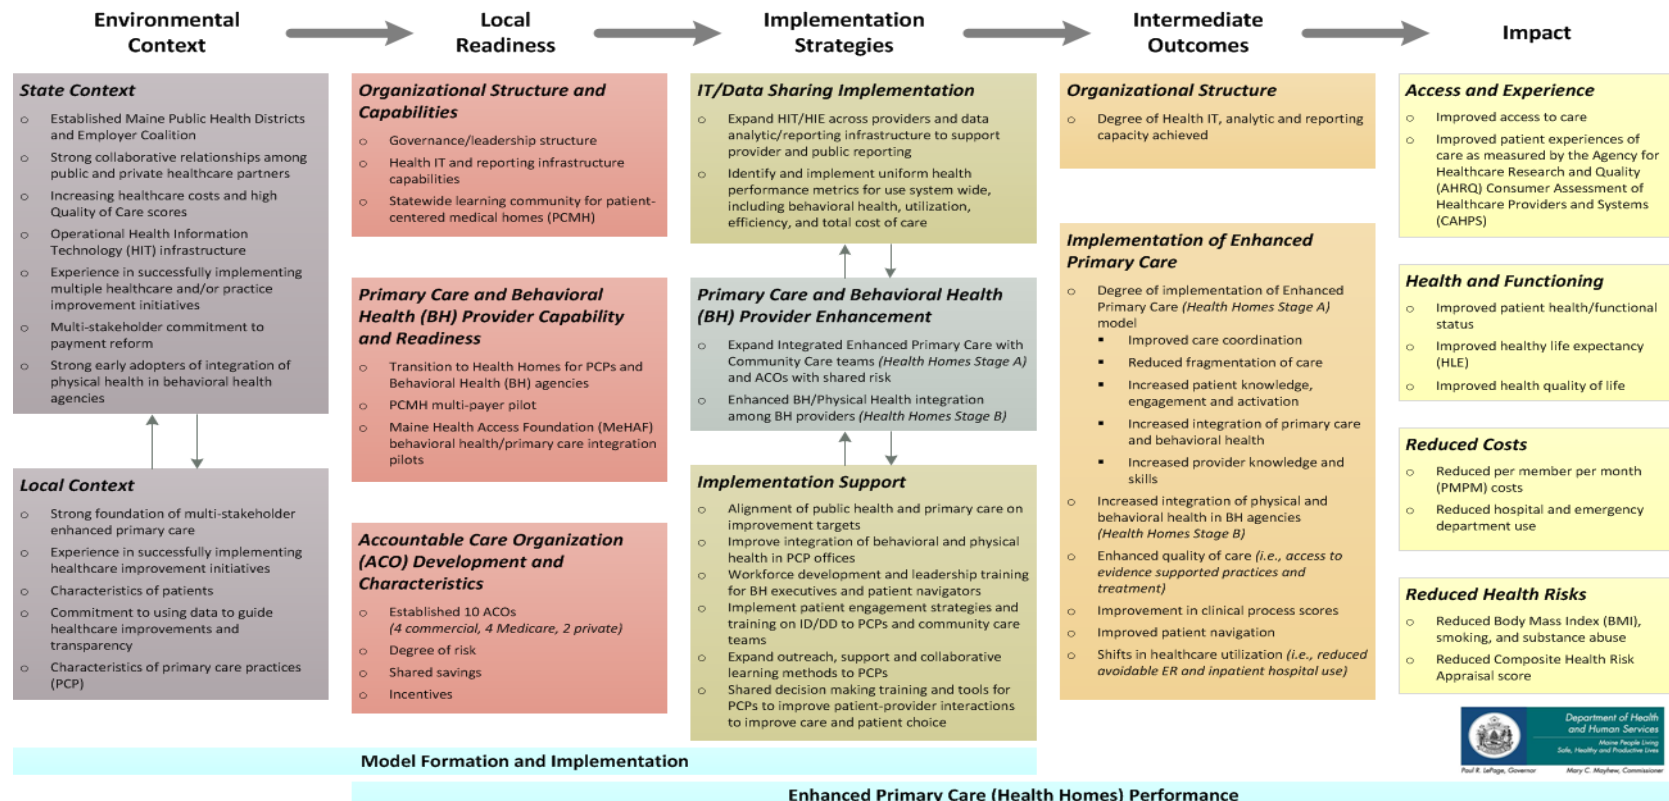 Environmental
Context
Local
Readiness
Implementation
Strategies
Intermediate
Outcomes
Impact
State Context
o Established Maine Public Health Districts
and Employer Coalition
o Strong collaborative relationships among
public and private healthcare partners
o Increasing healthcare costs and high
Quality of Care scores
o Operational Health Information
Technology (HIT) infrastructure
o Experience in successfully implementing
multiple healthcare and/or practice
improvement initiatives
o Multi-stakeholder commitment to
payment reform
o Strong early adopters of integration of
physical health in behavioral health
agencies
Local Context
o Strong foundation of multi-stakeholder
enhanced primary care
o Experience in successfully implementing
healthcare improvement initiatives
o Characteristics of patients
o Commitment to using data to guide
healthcare improvements and
transparency
o Characteristics of primary care practices
(PCP)
Organizational Structure and
Capabilities
o Governance/leadership structure
o Health IT and reporting infrastructure
capabilities
o Statewide learning community for patient-
centered medical homes (PCMH)
Primary Care and Behavioral
Health (BH) Provider Capability
and Readiness
o Transition to Health Homes for PCPs and
Behavioral Health (BH) agencies
o PCMH multi-payer pilot
o Maine Health Access Foundation (MeHAF)
behavioral health/primary care integration
pilots
Accountable Care Organization
(ACO) Development and
Characteristics
o Established 10 ACOs
(4 commercial, 4 Medicare, 2 private)
o Degree of risk
o Shared savings
o Incentives
IT/Data Sharing Implementation
o Expand HIT/HIE across providers and data
analytic/reporting infrastructure to support
provider and public reporting
o Identify and implement uniform health
performance metrics for use system wide,
including behavioral health, utilization,
efficiency, and total cost of care
Primary Care and Behavioral Health
(BH) Provider Enhancement
o Expand Integrated Enhanced Primary Care with
Community Care teams (Health Homes Stage A)
and ACOs with shared risk
o Enhanced BH/Physical Health integration
among BH providers (Health Homes Stage B)
Implementation Support
o Alignment of public health and primary care on
improvement targets
o Improve integration of behavioral and physical
health in PCP offices
o Workforce development and leadership training
for BH executives and patient navigators
o Implement patient engagement strategies and
training on ID/DD to PCPs and community care
teams
o Expand outreach, support and collaborative
learning methods to PCPs
o Shared decision making training and tools for
PCPs to improve patient-provider interactions
to improve care and patient choice
Organizational Structure
o Degree of Health IT, analytic and reporting
capacity achieved
Implementation of Enhanced
Primary Care
o Degree of implementation of Enhanced
Primary Care (Health Homes Stage A)
model
▪ Improved care coordination
▪ Reduced fragmentation of care
▪ Increased patient knowledge,
engagement and activation
▪ Increased integration of primary care
and behavioral health
▪ Increased provider knowledge and
skills
o Increased integration of physical and
behavioral health in BH agencies
(Health Homes Stage B)
o Enhanced quality of care (i.e., access to
evidence supported practices and
treatment)
o Improvement in clinical process scores
o Improved patient navigation
o Shifts in healthcare utilization (i.e., reduced
avoidable ER and inpatient hospital use)
Access and Experience
o Improved access to care
o Improved patient experiences of
care as measured by the Agency for
Healthcare Research and Quality
(AHRQ) Consumer Assessment of
Healthcare Providers and Systems
(CAHPS)
Health and Functioning
o Improved patient health/functional
status
o Improved healthy life expectancy
(HLE)
o Improved health quality of life
Reduced Costs
o Reduced per member per month
(PMPM) costs
o Reduced hospital and emergency
department use
Reduced Health Risks
o Reduced Body Mass Index (BMI),
smoking, and substance abuse
o Reduced Composite Health Risk
Appraisal score
Department of Health
and Human Services
Maine People Living
Safe, Healthy and Productive Lives
Paul R. LePage, Governor Mary C. Mayhew, Commissioner
Model Formation and Implementation
Enhanced Primary Care (Health Homes) Performance